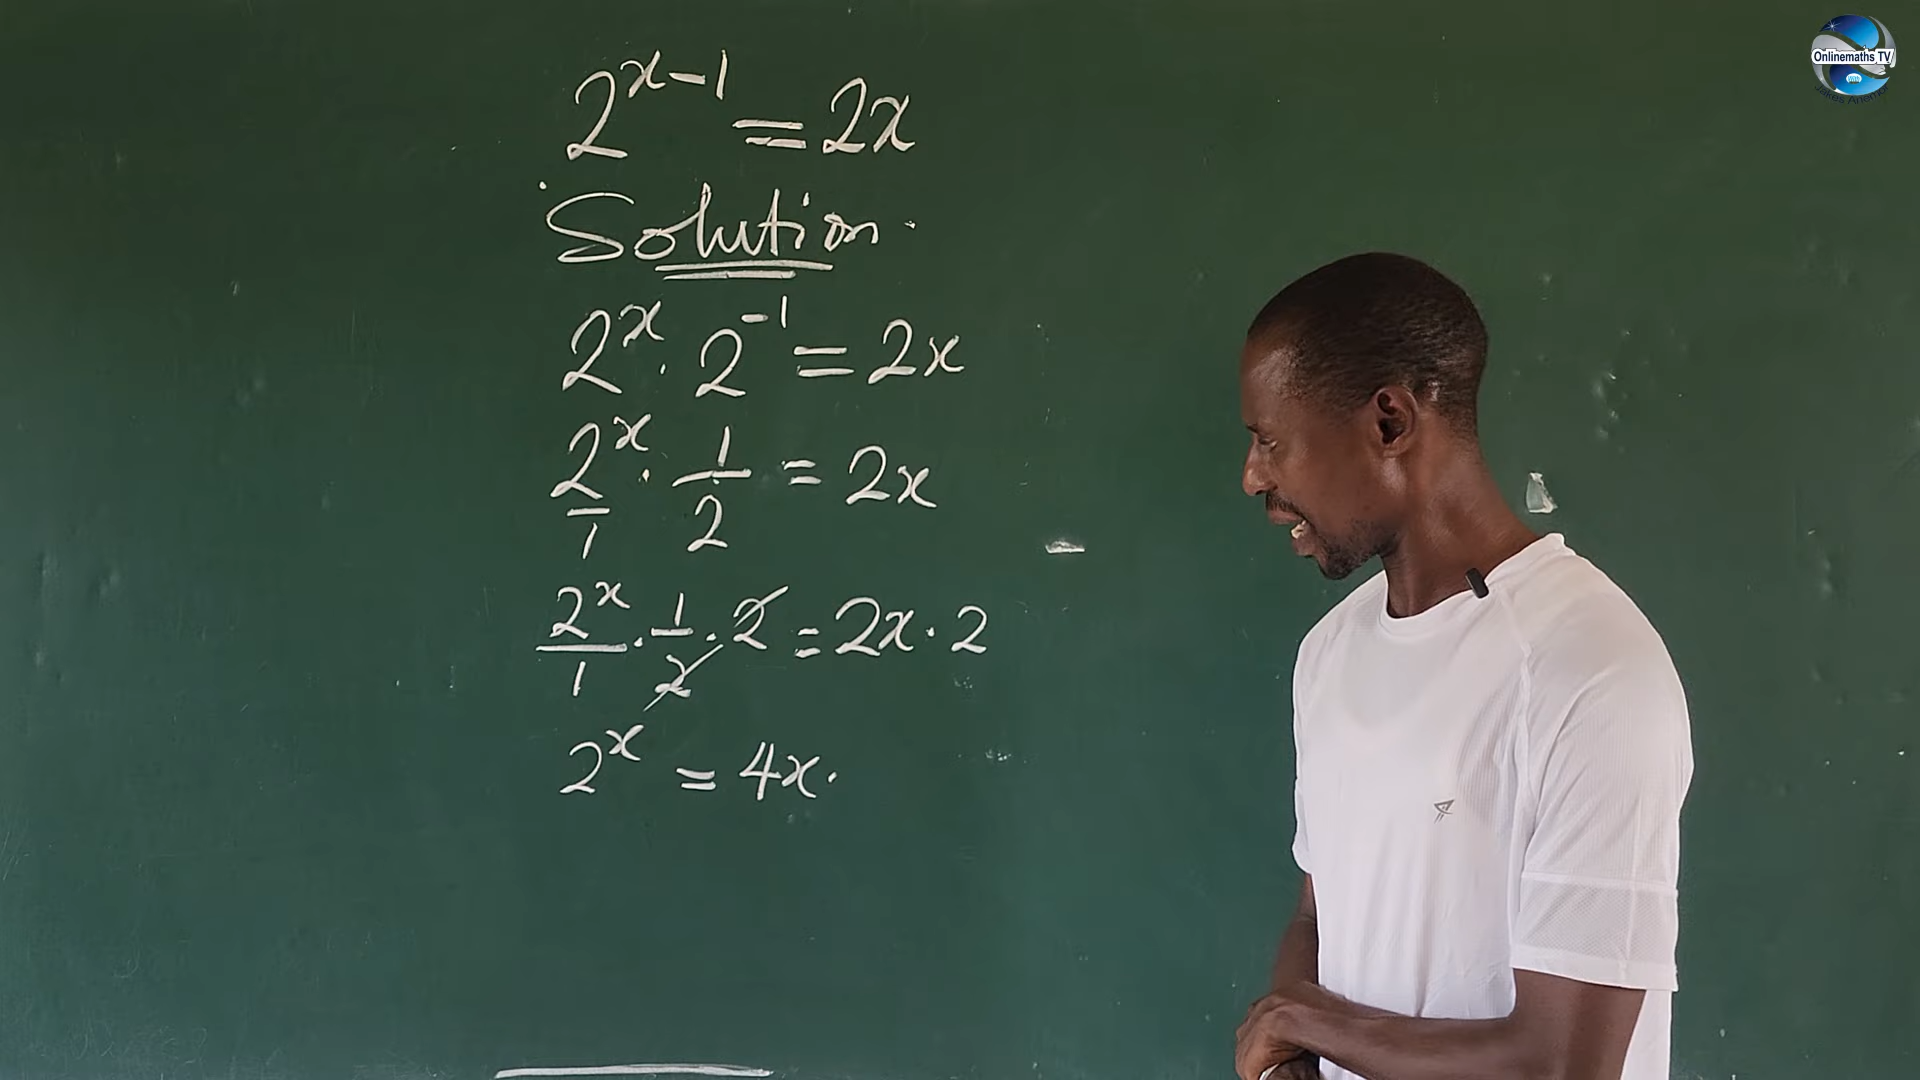 2^{x-1} = 2x
Solution.
2^x · 2^{-1} = 2x
2^x/1 · 1/2 = 2x
2^x/1 · 1/2 · 2 = 2x · 2
2^x = 4x.
Onlinemaths TV